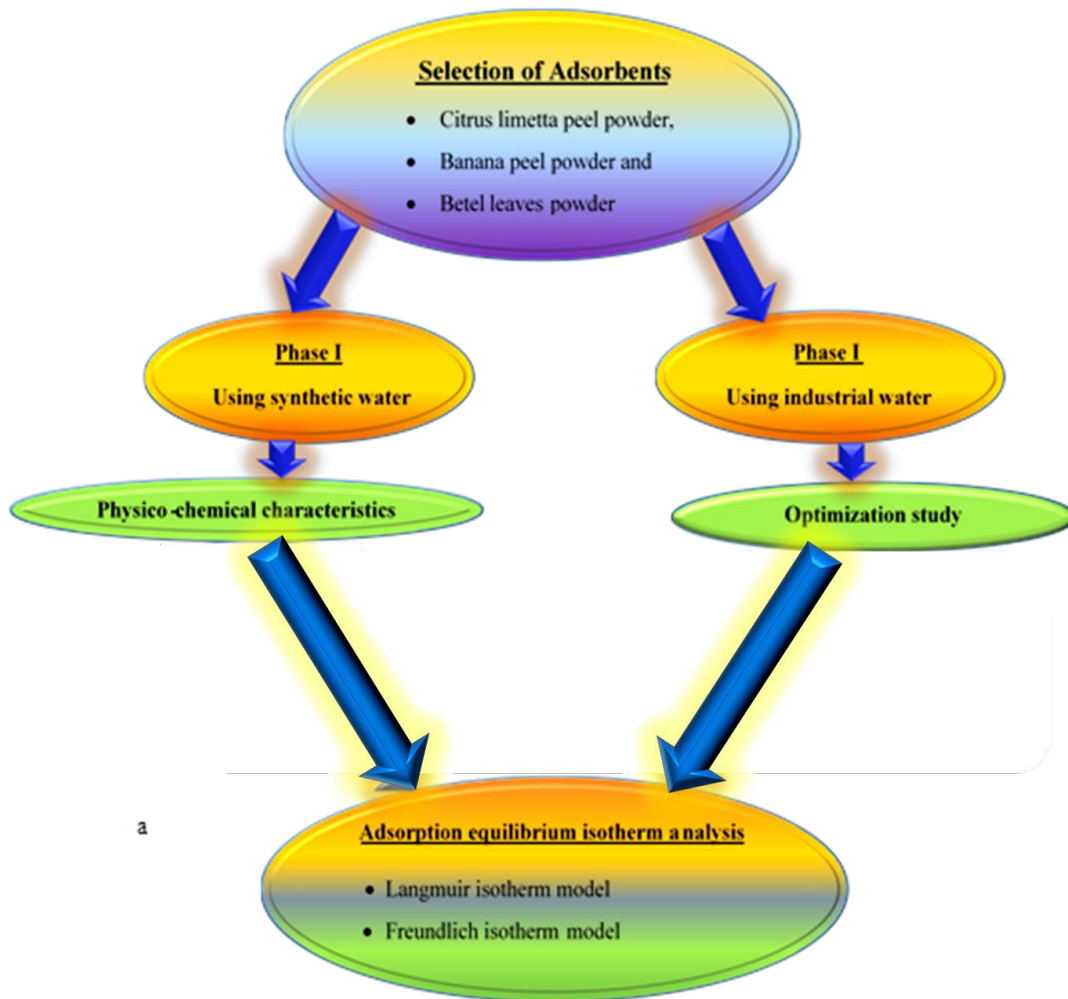 Selection of Adsorbents
• Citrus limetta peel powder,
• Banana peel powder and
• Betel leaves powder
Phase I
Using synthetic water
Phase I
Using industrial water
Physico-chemical characteristics
Optimization study
a
Adsorption equilibrium isotherm analysis
• Langmuir isotherm model
• Freundlich isotherm model